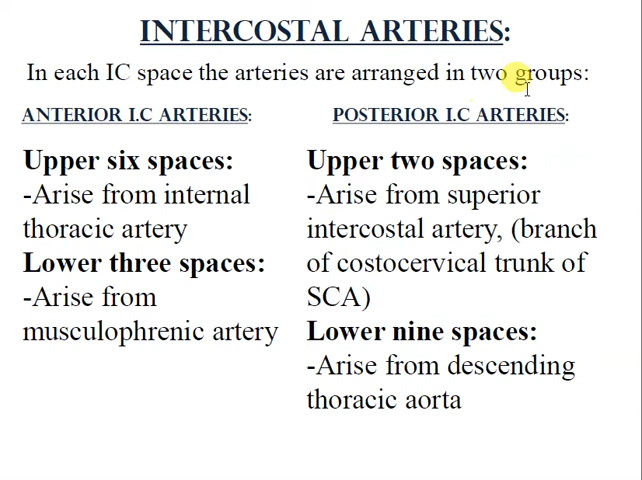 INTERCOSTAL ARTERIES:
In each IC space the arteries are arranged in two groups:
ANTERIOR I.C ARTERIES:
Upper six spaces:
-Arise from internal
thoracic artery
Lower three spaces:
-Arise from
musculophrenic artery
POSTERIOR I.C ARTERIES:
Upper two spaces:
-Arise from superior
intercostal artery, (branch
of costocervical trunk of
SCA)
Lower nine spaces:
-Arise from descending
thoracic aorta